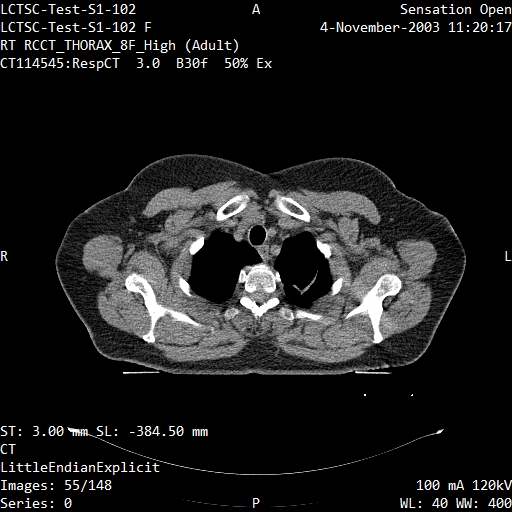 LCTSC-Test-S1-102
A
Sensation Open
LCTSC-Test-S1-102 F
4-November-2003 11:20:17
RT RCCT_THORAX_8F_High (Adult)
CT114545:RespCT 3.0 B30f 50% Ex
R
L
ST: 3.00 mm SL: -384.50 mm
CT
LittleEndianExplicit
Images: 55/148
100 mA 120kV
Series: 0
P
WL: 40 WW: 400